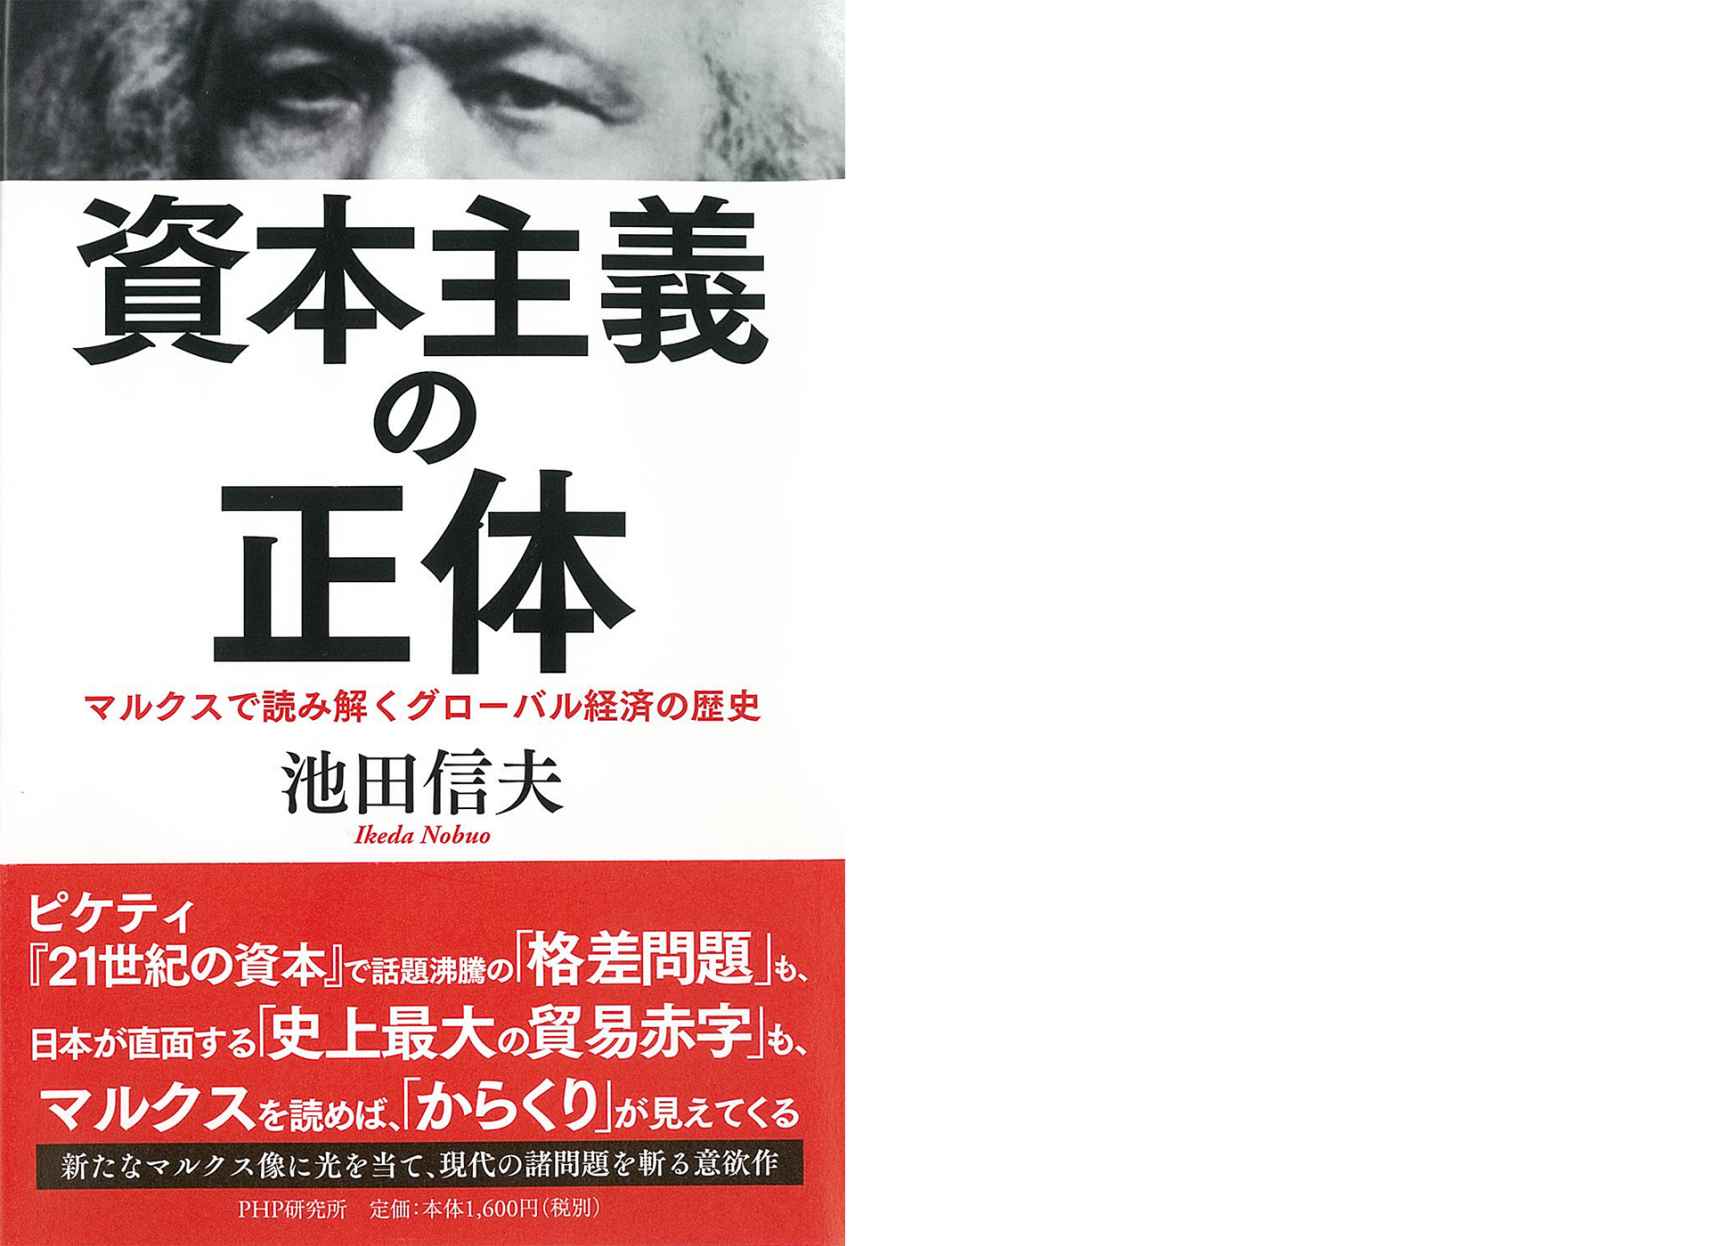 資本主義
の
正体
マルクスで読み解くグローバル経済の歴史
池田信夫
Ikeda Nobuo
ピケティ
『21世紀の資本』で話題沸騰の「格差問題」も、
日本が直面する「史上最大の貿易赤字」も、
マルクスを読めば、「からくり」が見えてくる
新たなマルクス像に光を当て、現代の諸問題を斬る意欲作
PHP研究所 定価：本体1,600円（税別）